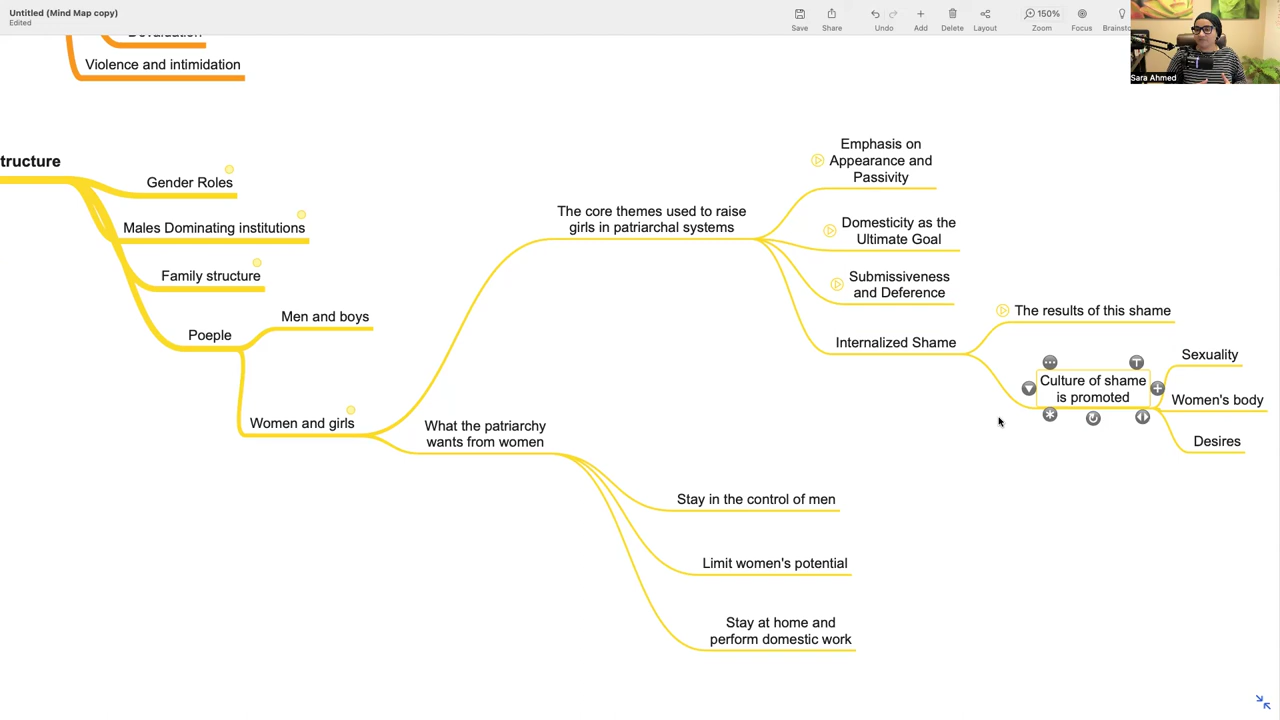 Untitled (Mind Map copy)
Edited
Save
Share
Undo
Add
Delete
Layout
150%
Zoom
Focus
Brainsto
Sara Ahmed
Devaluation
Violence and intimidation
tructure
Gender Roles
Males Dominating institutions
Family structure
Poeple
Men and boys
Women and girls
The core themes used to raise
girls in patriarchal systems
Emphasis on
Appearance and
Passivity
Domesticity as the
Ultimate Goal
Submissiveness
and Deference
Internalized Shame
The results of this shame
Culture of shame
is promoted
Sexuality
Women's body
Desires
What the patriarchy
wants from women
Stay in the control of men
Limit women's potential
Stay at home and
perform domestic work